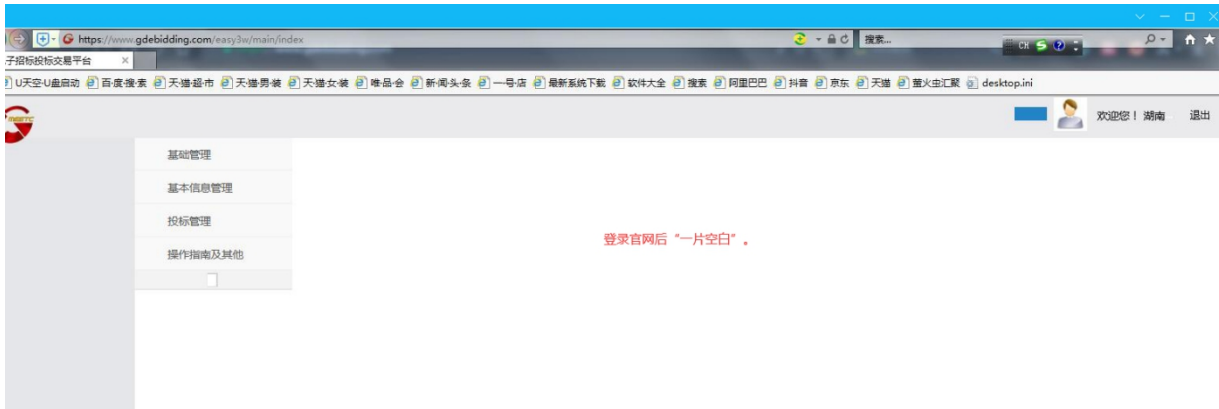 https://www.gdebidding.com/easy3w/main/index
搜索...
CH
子招标投标交易平台
U天空-U盘启动 百·度·搜·索 天·猫·超·市 天·猫·男·装 天·猫·女·装 唯·品·会 新·闻·头·条 一·号·店 最新系统下载 软件大全 搜素 阿里巴巴 抖音 京东 天猫 萤火虫汇聚 desktop.ini
欢迎您！ 湖南 退出
基础管理
基本信息管理
投标管理
登录官网后“一片空白”。
操作指南及其他